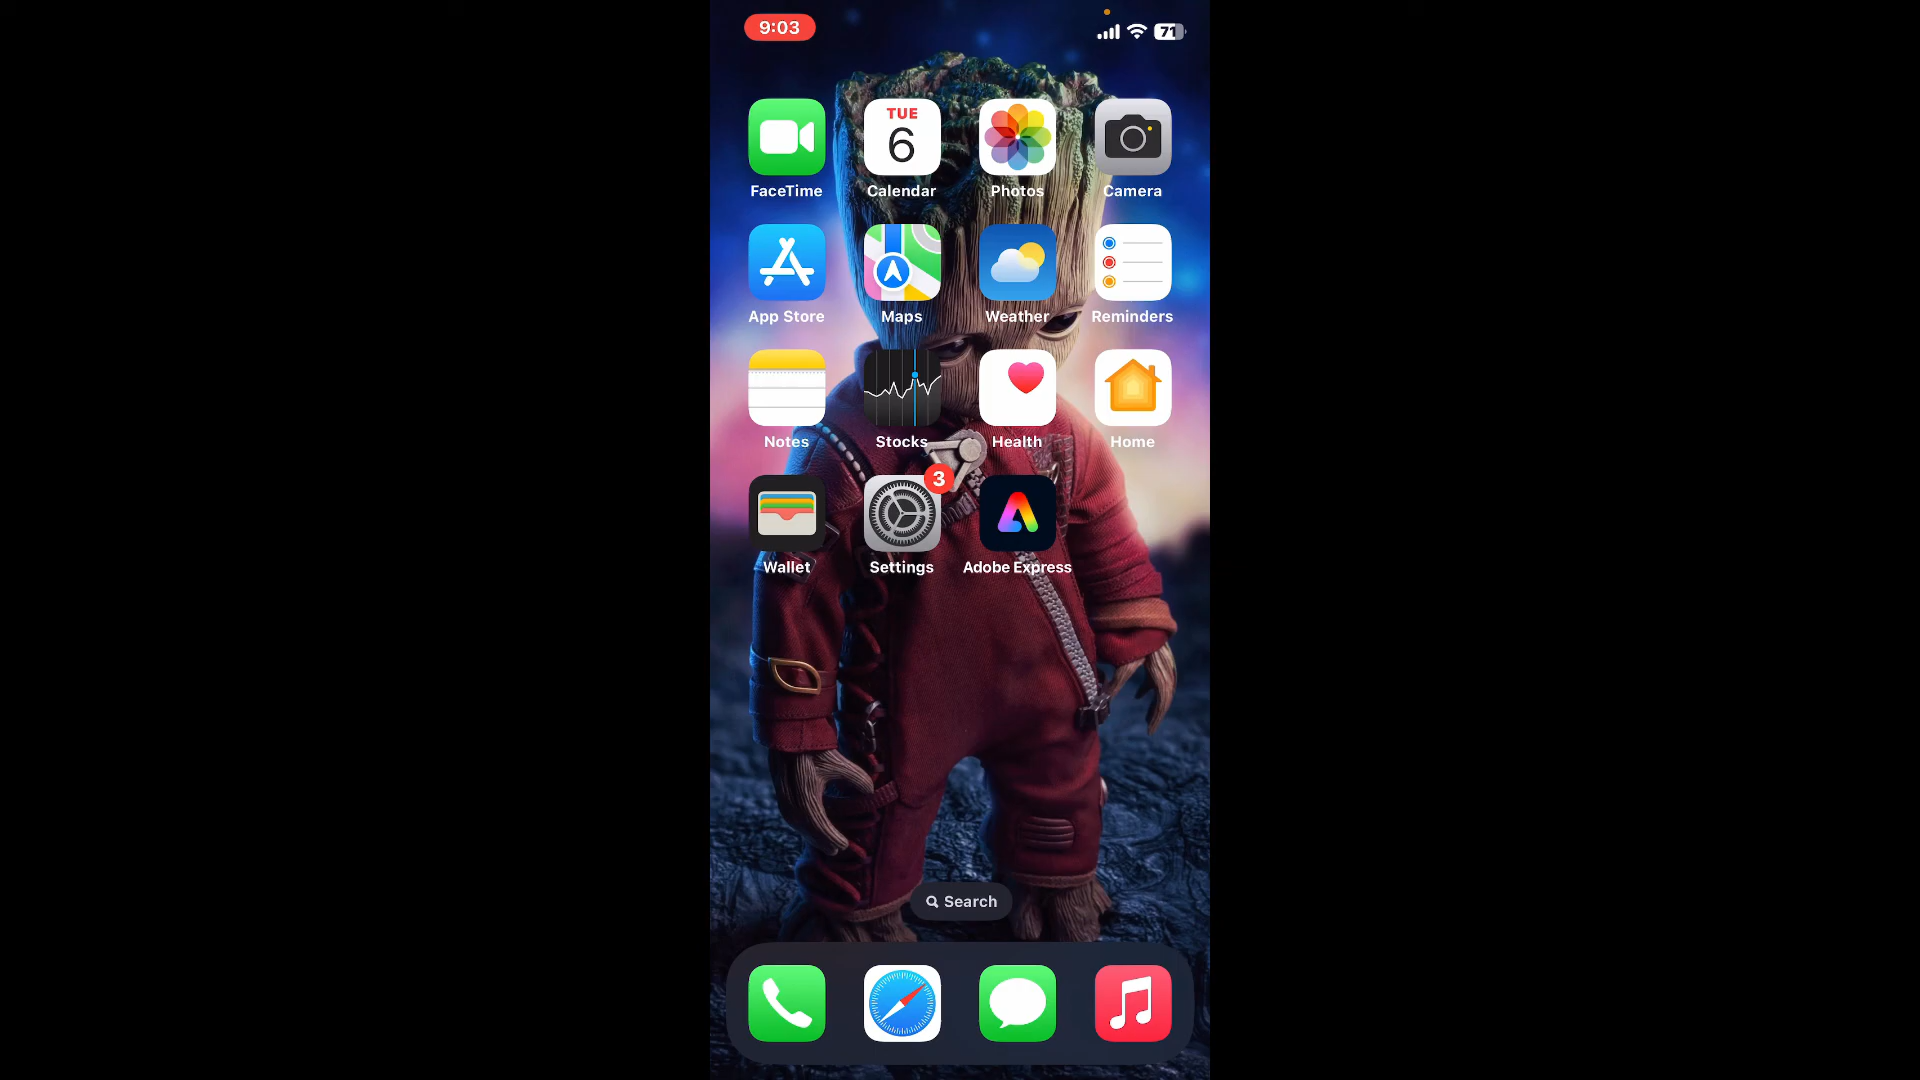 9:03
71
TUE
6
FaceTime Calendar Photos Camera
App Store Maps Weather Reminders
Notes Stocks Health Home
3
Wallet Settings Adobe Express
Search